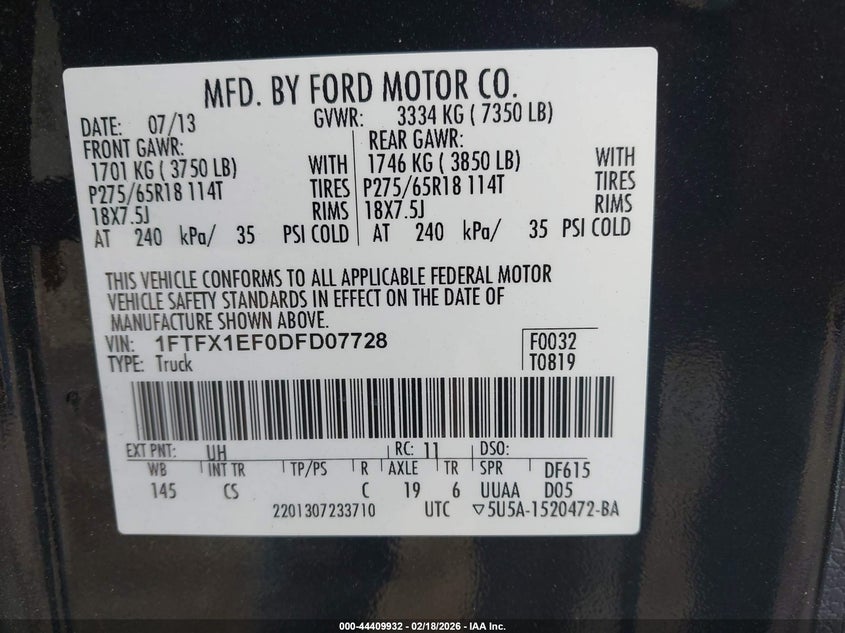 MFD. BY FORD MOTOR CO.
DATE: 07/13 GVWR: 3334 KG ( 7350 LB)
FRONT GAWR: REAR GAWR:
1701 KG ( 3750 LB) WITH 1746 KG ( 3850 LB) WITH
P275/65R18 114T TIRES P275/65R18 114T TIRES
18X7.5J RIMS 18X7.5J RIMS
AT 240 kPa/ 35 PSI COLD AT 240 kPa/ 35 PSI COLD
THIS VEHICLE CONFORMS TO ALL APPLICABLE FEDERAL MOTOR
VEHICLE SAFETY STANDARDS IN EFFECT ON THE DATE OF
MANUFACTURE SHOWN ABOVE.
VIN: 1FTFX1EF0DFD07728 F0032
TYPE: Truck T0819
EXT PNT: UH RC: 11 DSO:
WB INT TR TP/PS R AXLE TR SPR DF615
145 CS C 19 6 UUAA D05
2201307233710 UTC ▽5U5A-1520472-BA
000-44409932 - 02/18/2026 - IAA Inc.